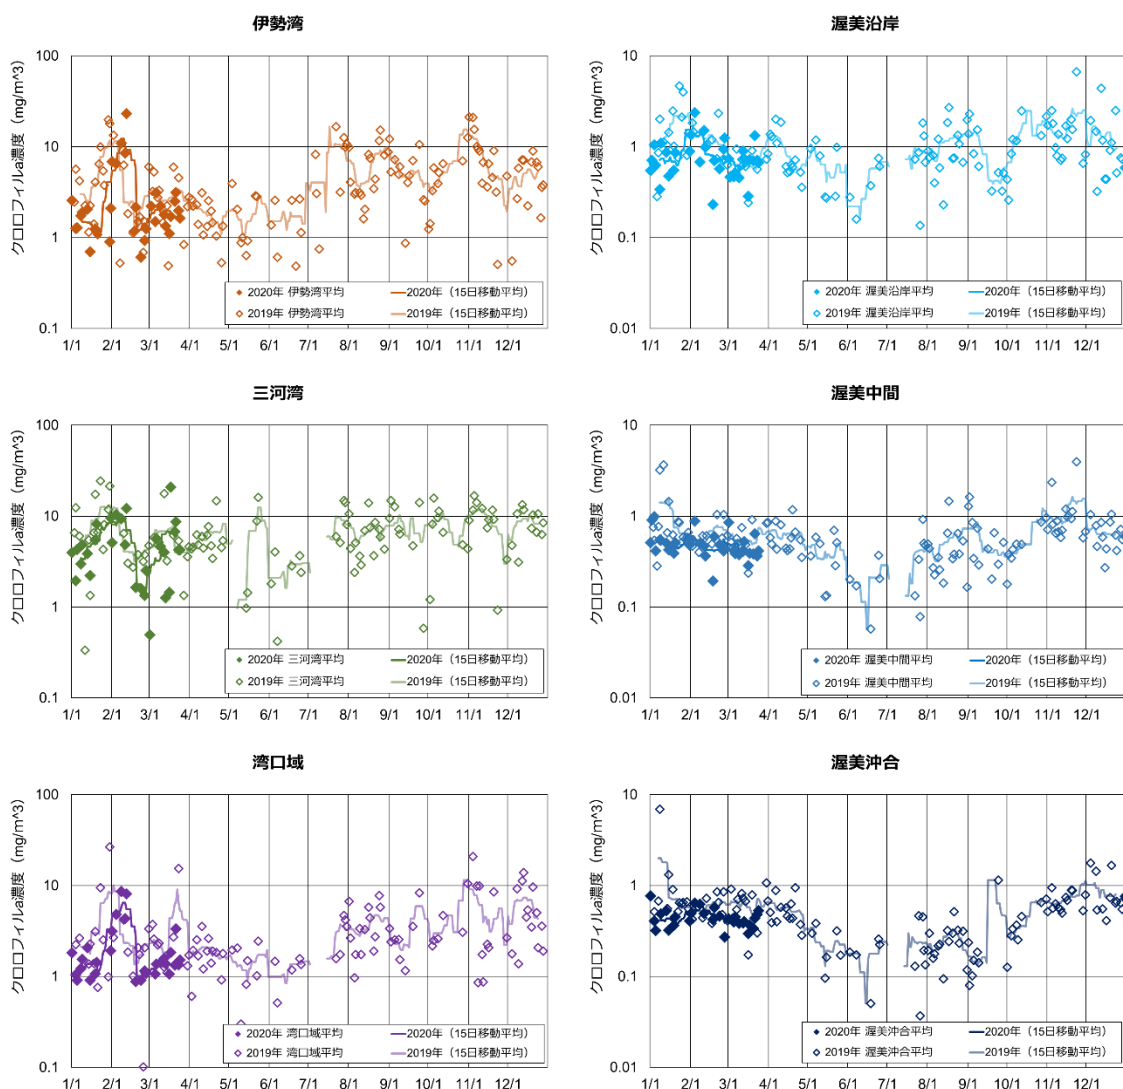 伊勢湾
クロロフィルa濃度（mg/m^3）
100
10
1
0.1
2020年 伊勢湾平均
2020年（15日移動平均）
2019年 伊勢湾平均
2019年（15日移動平均）
1/1 2/1 3/1 4/1 5/1 6/1 7/1 8/1 9/1 10/1 11/1 12/1
渥美沿岸
クロロフィルa濃度（mg/m^3）
10
1
0.1
0.01
2020年 渥美沿岸平均
2020年（15日移動平均）
2019年 渥美沿岸平均
2019年（15日移動平均）
1/1 2/1 3/1 4/1 5/1 6/1 7/1 8/1 9/1 10/1 11/1 12/1
三河湾
クロロフィルa濃度（mg/m^3）
100
10
1
0.1
2020年 三河湾平均
2020年（15日移動平均）
2019年 三河湾平均
2019年（15日移動平均）
1/1 2/1 3/1 4/1 5/1 6/1 7/1 8/1 9/1 10/1 11/1 12/1
渥美中間
クロロフィルa濃度（mg/m^3）
10
1
0.1
0.01
2020年 渥美中間平均
2020年（15日移動平均）
2019年 渥美中間平均
2019年（15日移動平均）
1/1 2/1 3/1 4/1 5/1 6/1 7/1 8/1 9/1 10/1 11/1 12/1
湾口域
クロロフィルa濃度（mg/m^3）
100
10
1
0.1
2020年 湾口域平均
2020年（15日移動平均）
2019年 湾口域平均
2019年（15日移動平均）
1/1 2/1 3/1 4/1 5/1 6/1 7/1 8/1 9/1 10/1 11/1 12/1
渥美沖合
クロロフィルa濃度（mg/m^3）
10
1
0.1
0.01
2020年 渥美沖合平均
2020年（15日移動平均）
2019年 渥美沖合平均
2019年（15日移動平均）
1/1 2/1 3/1 4/1 5/1 6/1 7/1 8/1 9/1 10/1 11/1 12/1